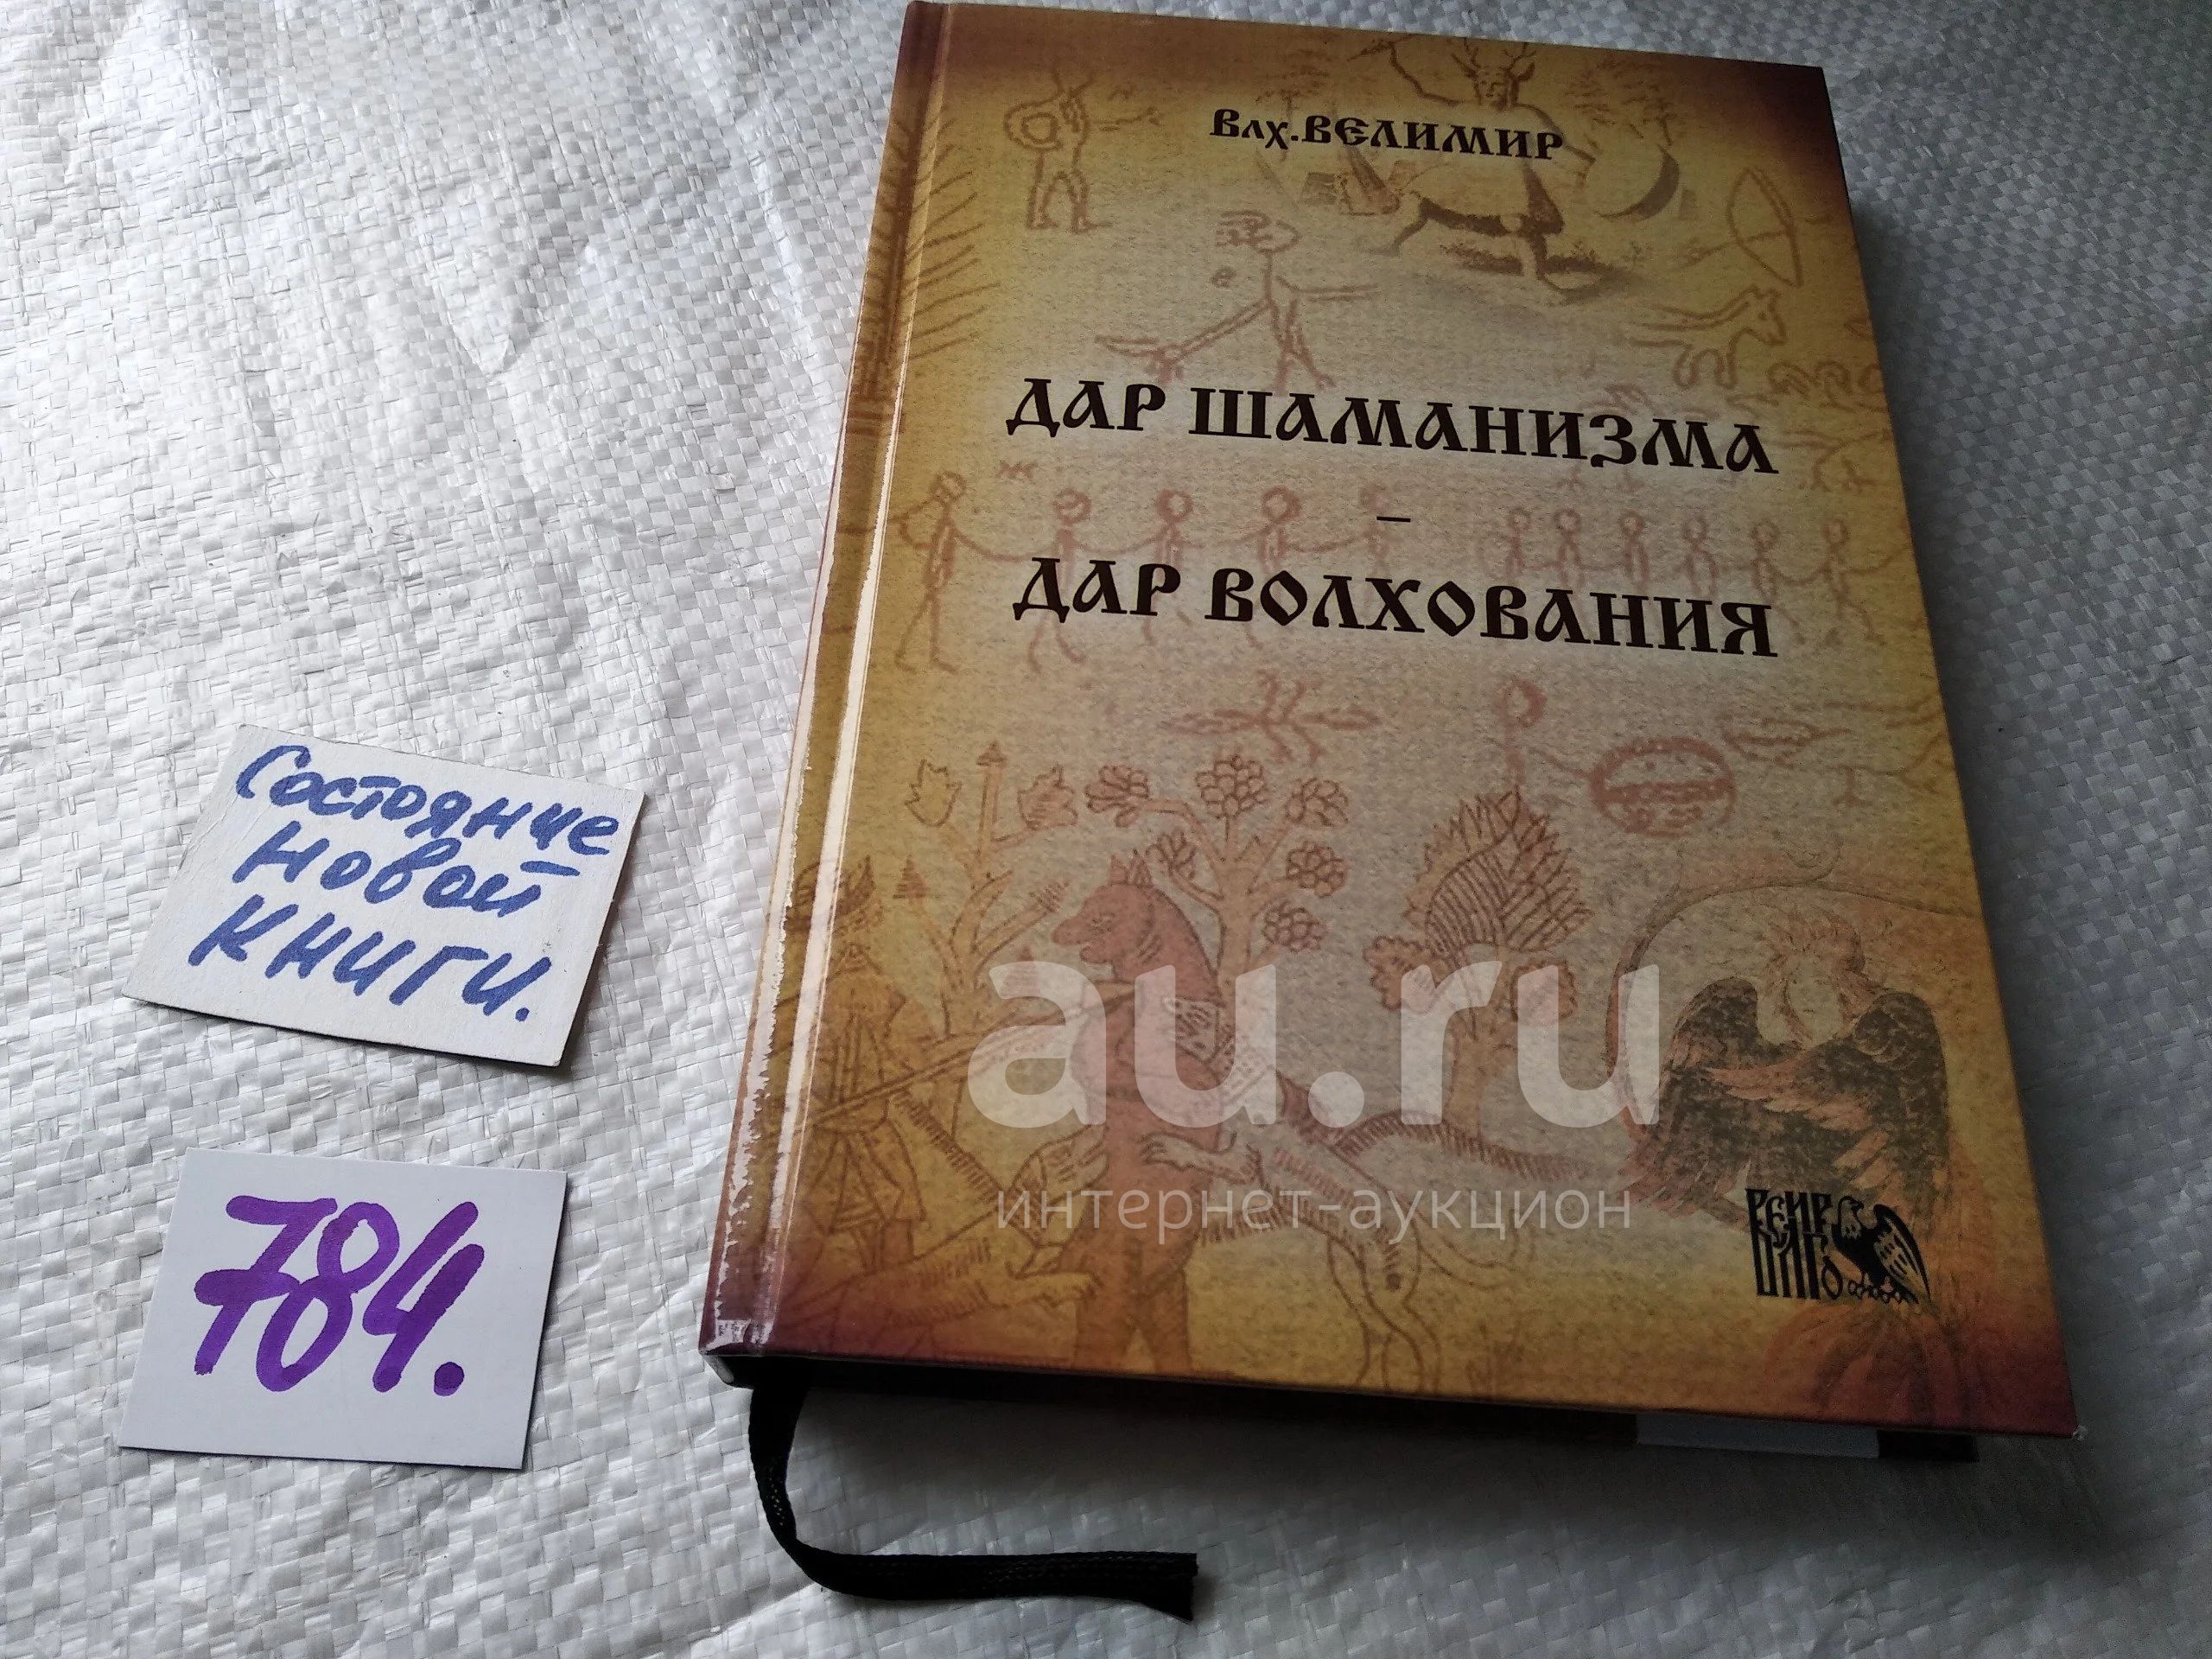 Влх.ВЕЛИМИР
ДАР ШАМАНИЗМА
–
ДАР ВОЛХОВАНИЯ
Состояние
новой
книги.
784.
au.ru
интернет-аукцион